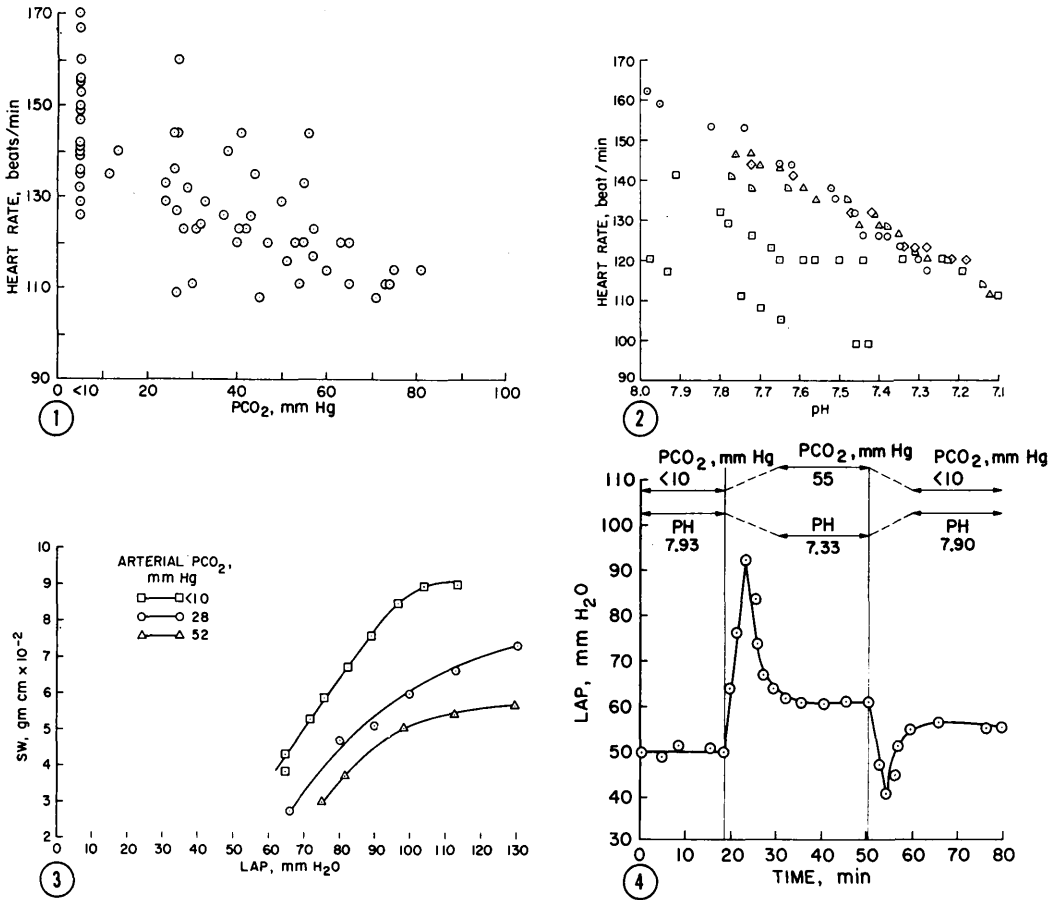 170
150
130
110
90
HEART RATE, beats/min
0 <10 20 40 60 80 100
PCO₂, mm Hg
1
170
160
150
140
130
120
110
100
90
HEART RATE, beat/min
8.0 7.9 7.8 7.7 7.6 7.5 7.4 7.3 7.2 7.1
pH
2
10
9
8
7
6
5
4
3
2
SW, gm cm x 10⁻²
ARTERIAL PCO₂,
mm Hg
<10
28
52
0 10 20 30 40 50 60 70 80 90 100 110 120 130
LAP, mm H₂O
3
PCO₂, mm Hg PCO₂, mm Hg PCO₂, mm Hg
<10 55 <10
PH PH PH
7.93 7.33 7.90
110
100
90
80
70
60
50
40
30
LAP, mm H₂O
0 10 20 30 40 50 60 70 80
TIME, min
4